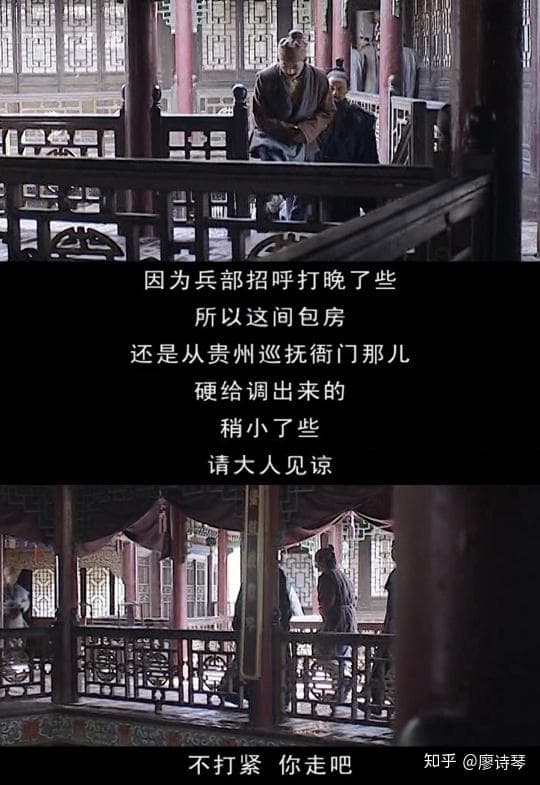 因为兵部招呼打晚了些
所以这间包房
还是从贵州巡抚衙门那儿
硬给调出来的
稍小了些
请大人见谅
不打紧 你走吧
知乎 @廖诗琴